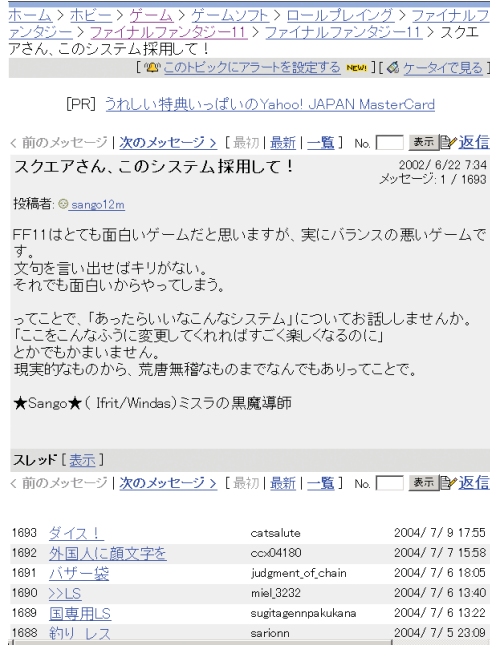 ホーム > ホビー > ゲーム > ゲームソフト > ロールプレイング > ファイナルフ
ァンタジー > ファイナルファンタジー11 > ファイナルファンタジー11 > スクエ
アさん、このシステム採用して!
[ このトピックにアラートを設定する NEW! ] [ ケータイで見る ]
[PR] うれしい特典いっぱいのYahoo! JAPAN MasterCard
< 前のメッセージ | 次のメッセージ > [ 最初 | 最新 | 一覧 ] No. 表示 返信
スクエアさん、このシステム採用して! 2002/ 6/22 7:34
メッセージ: 1 / 1693
投稿者: sango12m
FF11はとても面白いゲームだと思いますが、実にバランスの悪いゲームで
す。
文句を言い出せばキリがない。
それでも面白いからやってしまう。
ってことで、「あったらいいなこんなシステム」についてお話ししませんか。
「ここをこんなふうに変更してくれればすごく楽しくなるのに」
とかでもかまいません。
現実的なものから、荒唐無稽なものまでなんでもありってことで。
★Sango★( Ifrit/Windas)ミスラの黒魔導師
スレッド [ 表示 ]
< 前のメッセージ | 次のメッセージ > [ 最初 | 最新 | 一覧 ] No. 表示 返信
1693 ダイス! catsalute 2004/ 7/ 9 17:55
1692 外国人に顔文字を ccx04180 2004/ 7/ 7 15:58
1691 バザー袋 judgment_of_chain 2004/ 7/ 6 18:05
1690 >>LS miel_3232 2004/ 7/ 6 13:40
1689 国専用LS sugitagennpakukana 2004/ 7/ 6 13:22
1688 釣り レス sarionn 2004/ 7/ 5 23:09